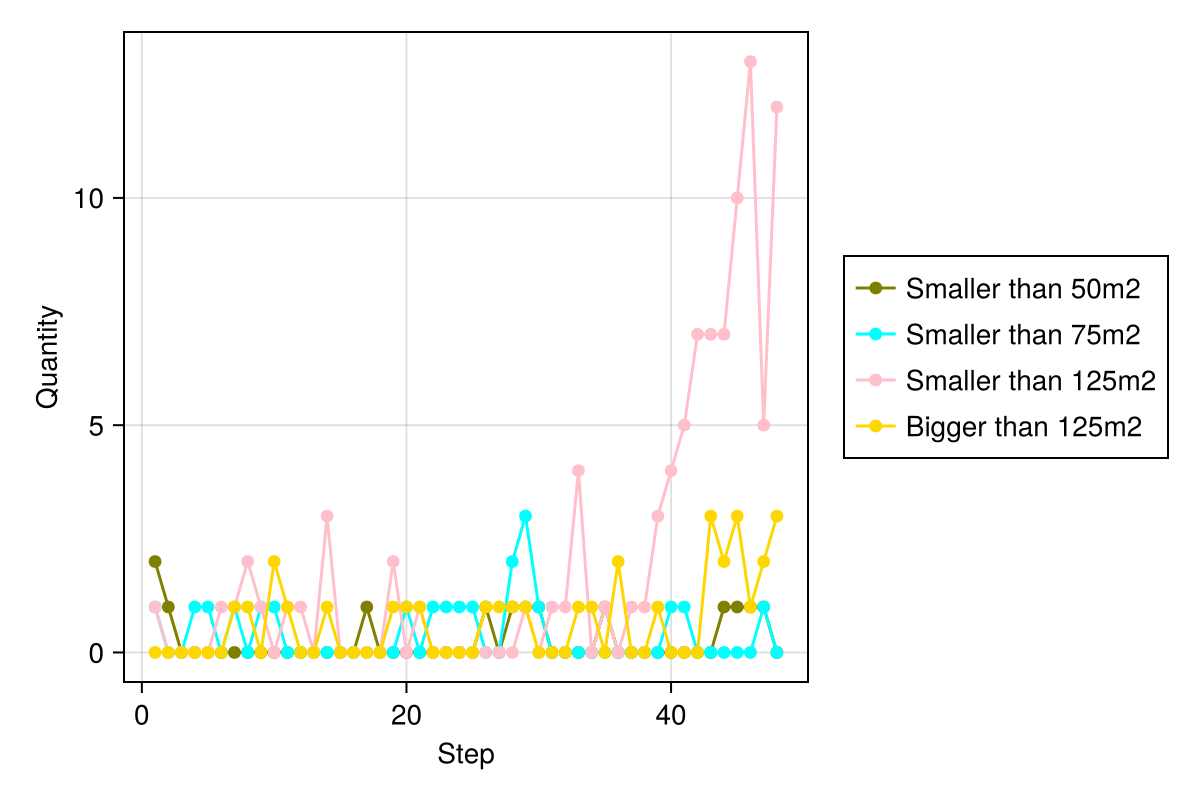 10
5
0
Quantity
0
20
40
Step
Smaller than 50m2
Smaller than 75m2
Smaller than 125m2
Bigger than 125m2